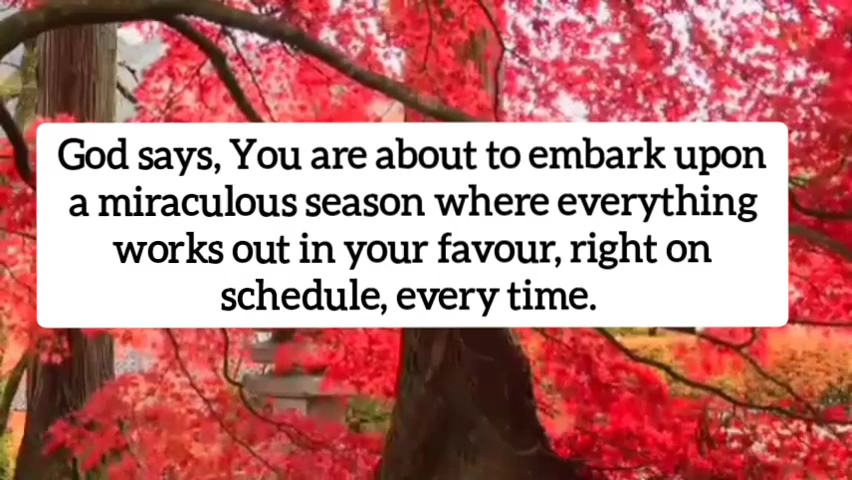 God says, You are about to embark upon
a miraculous season where everything
works out in your favour, right on
schedule, every time.